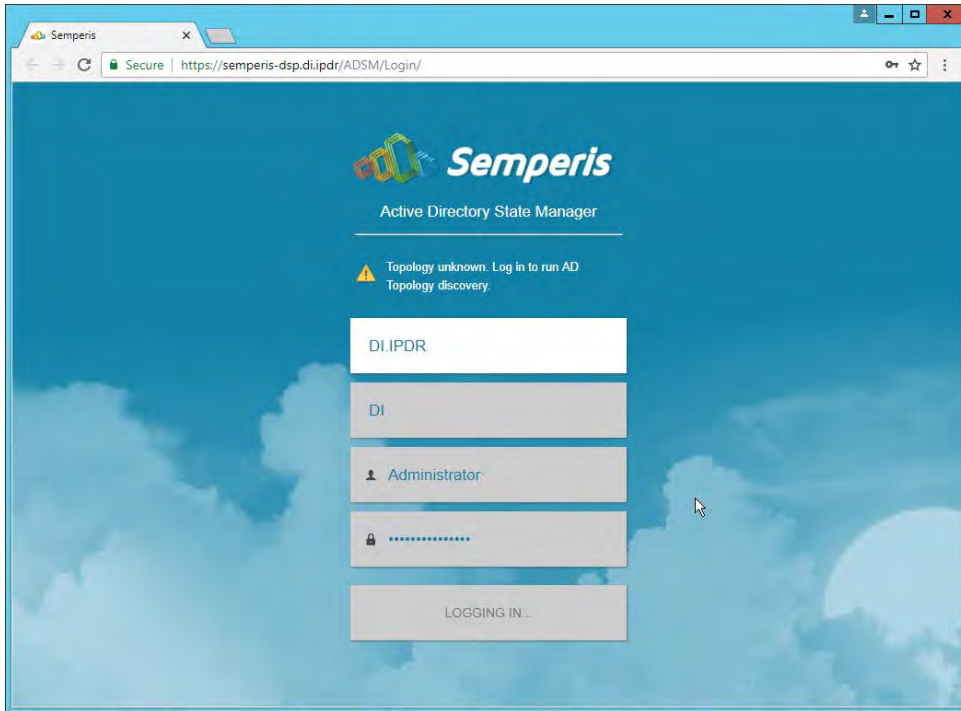 Semperis
Secure | https://semperis-dsp.di.ipdr/ADSM/Login/
Semperis
Active Directory State Manager
Topology unknown. Log in to run AD
Topology discovery.
DI.IPDR
DI
Administrator
•••••••••••••••
LOGGING IN...